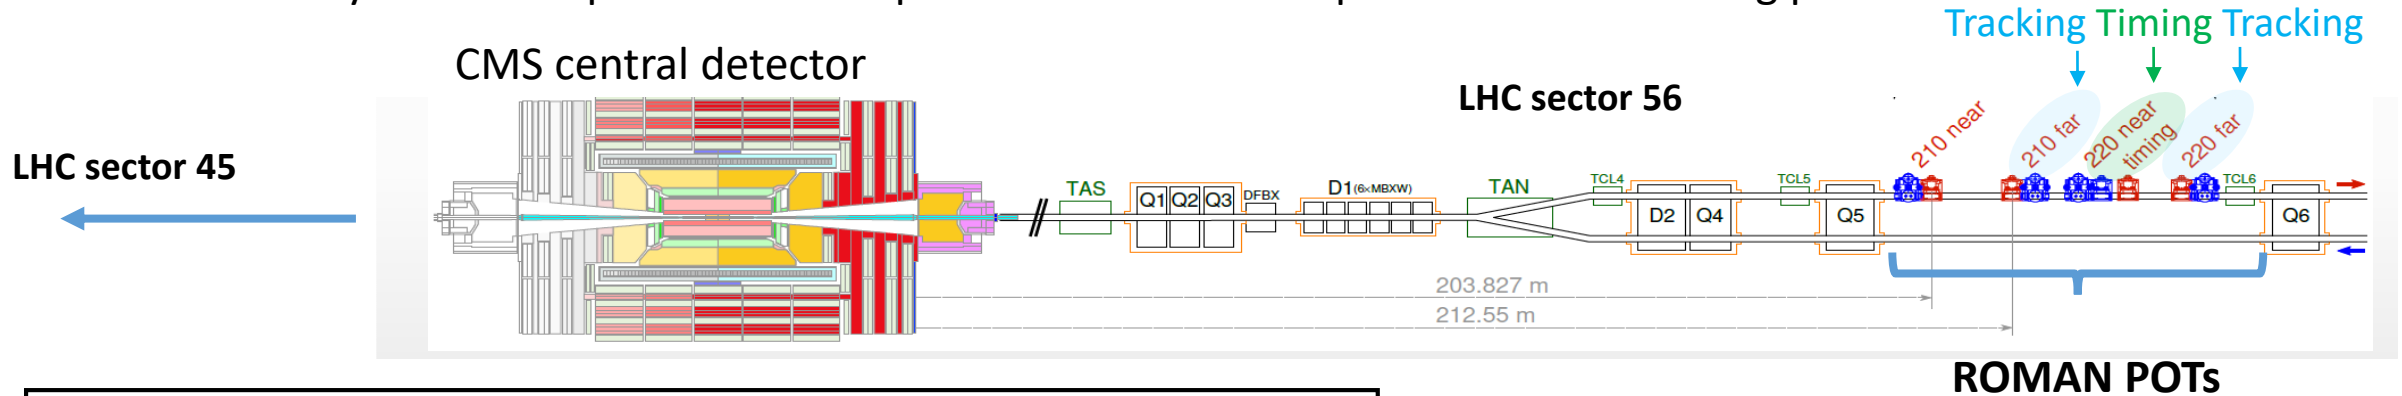 Tracking Timing Tracking
CMS central detector
LHC sector 56
LHC sector 45
210 near
210 far
220 near
timing
220 far
TAS
Q1 Q2 Q3
DFBX
D1(6×MBXW)
TAN
TCL4
D2 Q4
TCL5
Q5
TCL6
Q6
203.827 m
212.55 m
ROMAN POTs